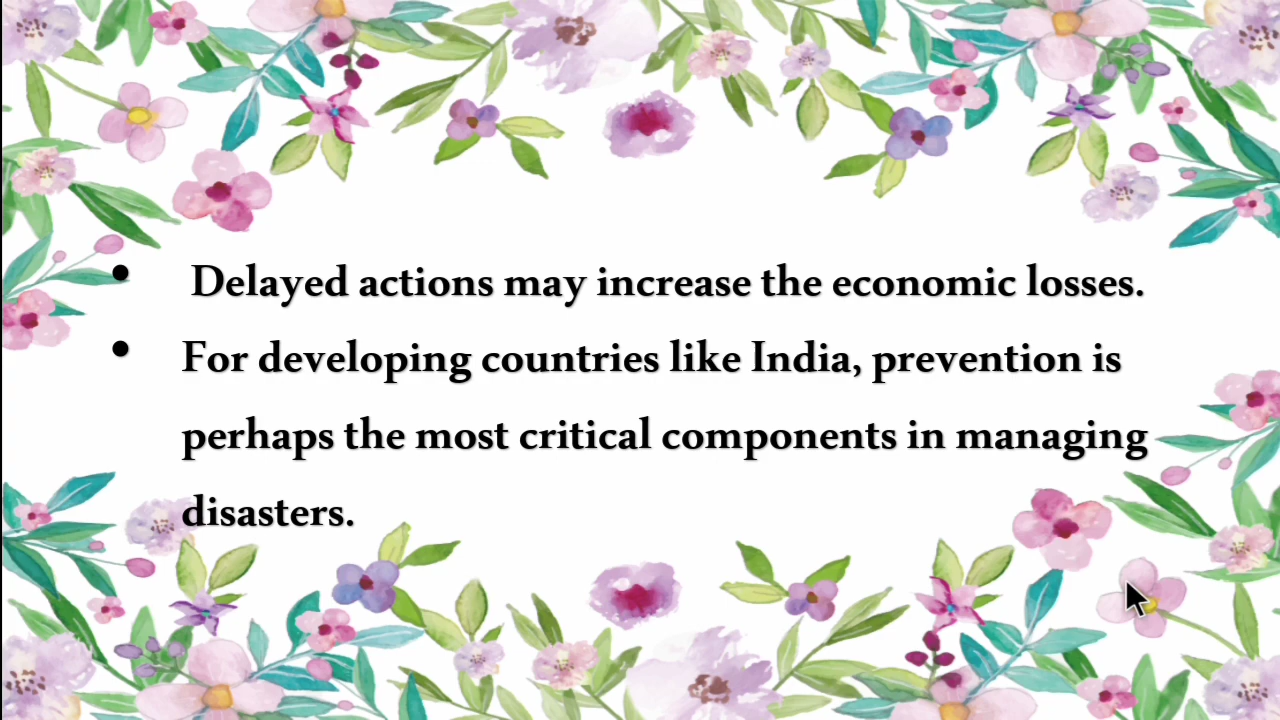 • Delayed actions may increase the economic losses.
• For developing countries like India, prevention is
perhaps the most critical components in managing
disasters.